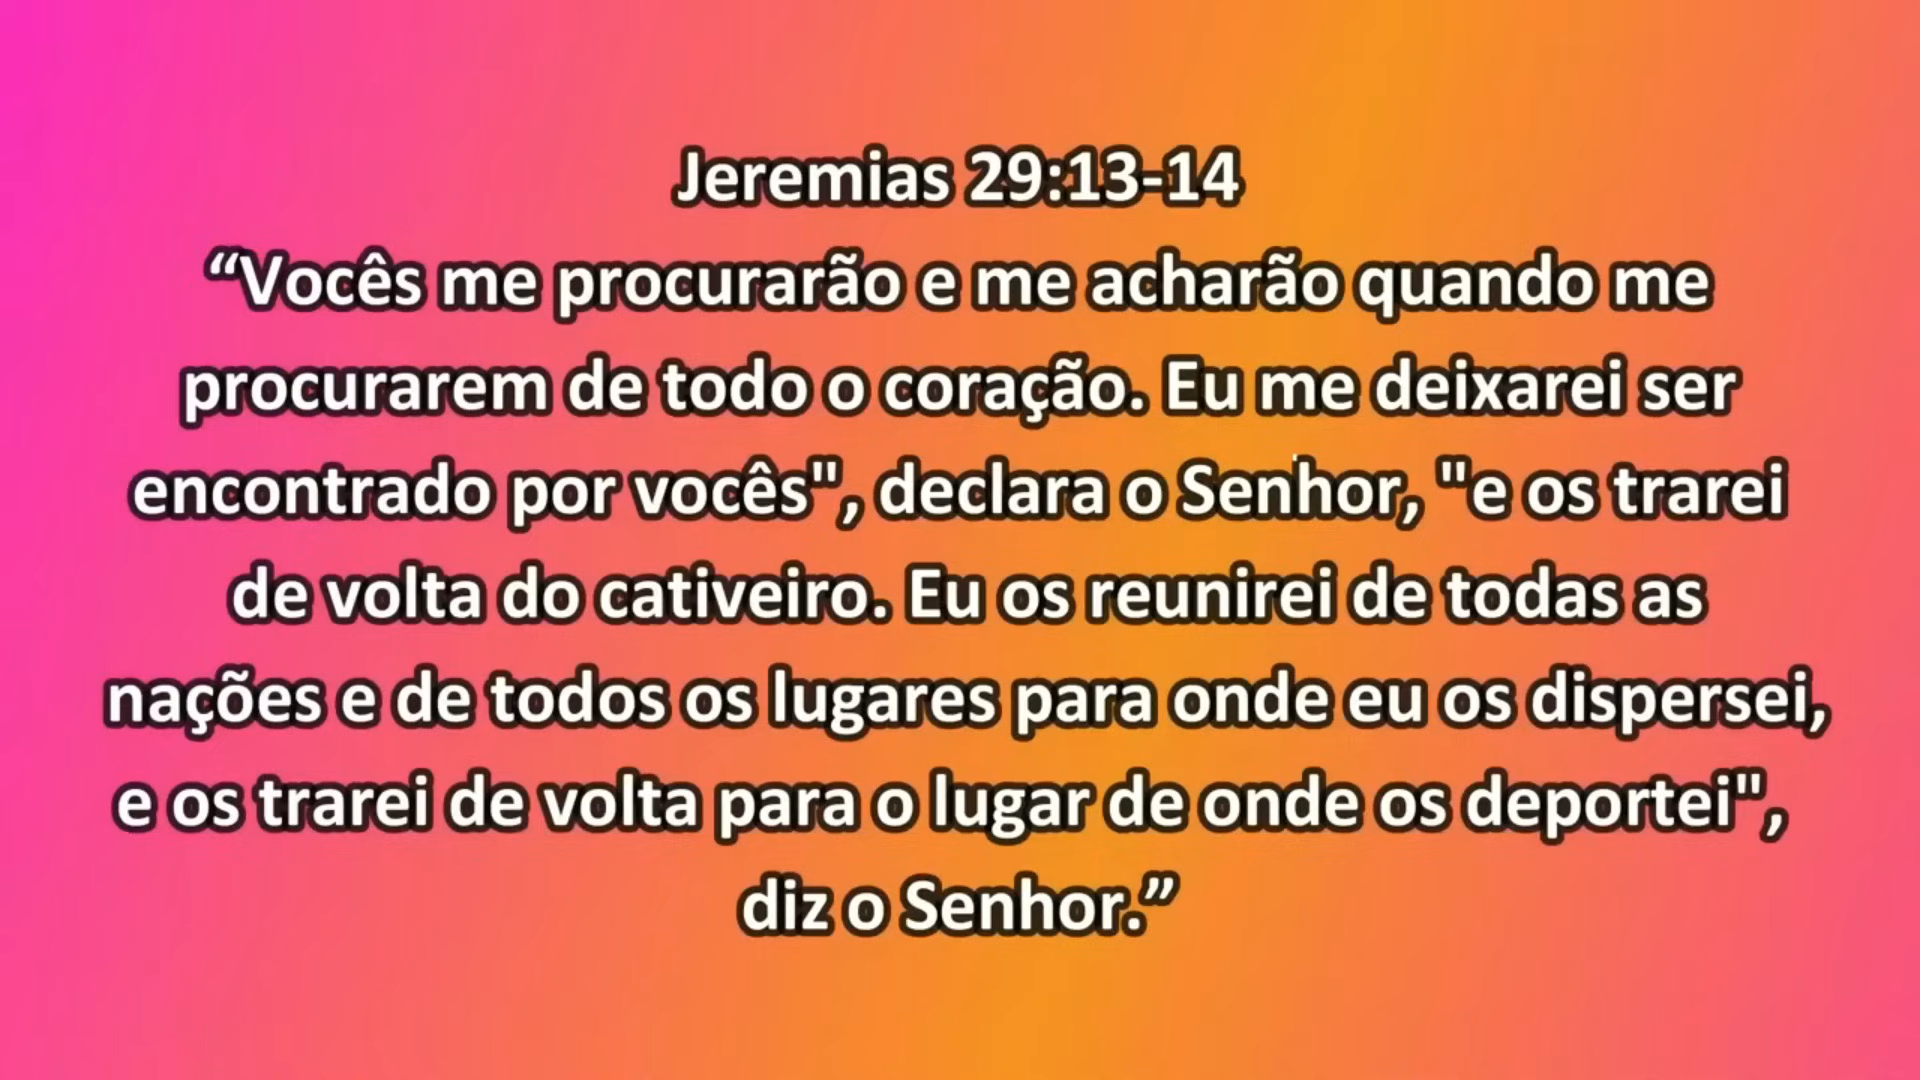 Jeremias 29:13-14
“Vocês me procurarão e me acharão quando me
procurarem de todo o coração. Eu me deixarei ser
encontrado por vocês", declara o Senhor, "e os trarei
de volta do cativeiro. Eu os reunirei de todas as
nações e de todos os lugares para onde eu os dispersei,
e os trarei de volta para o lugar de onde os deportei",
diz o Senhor.”